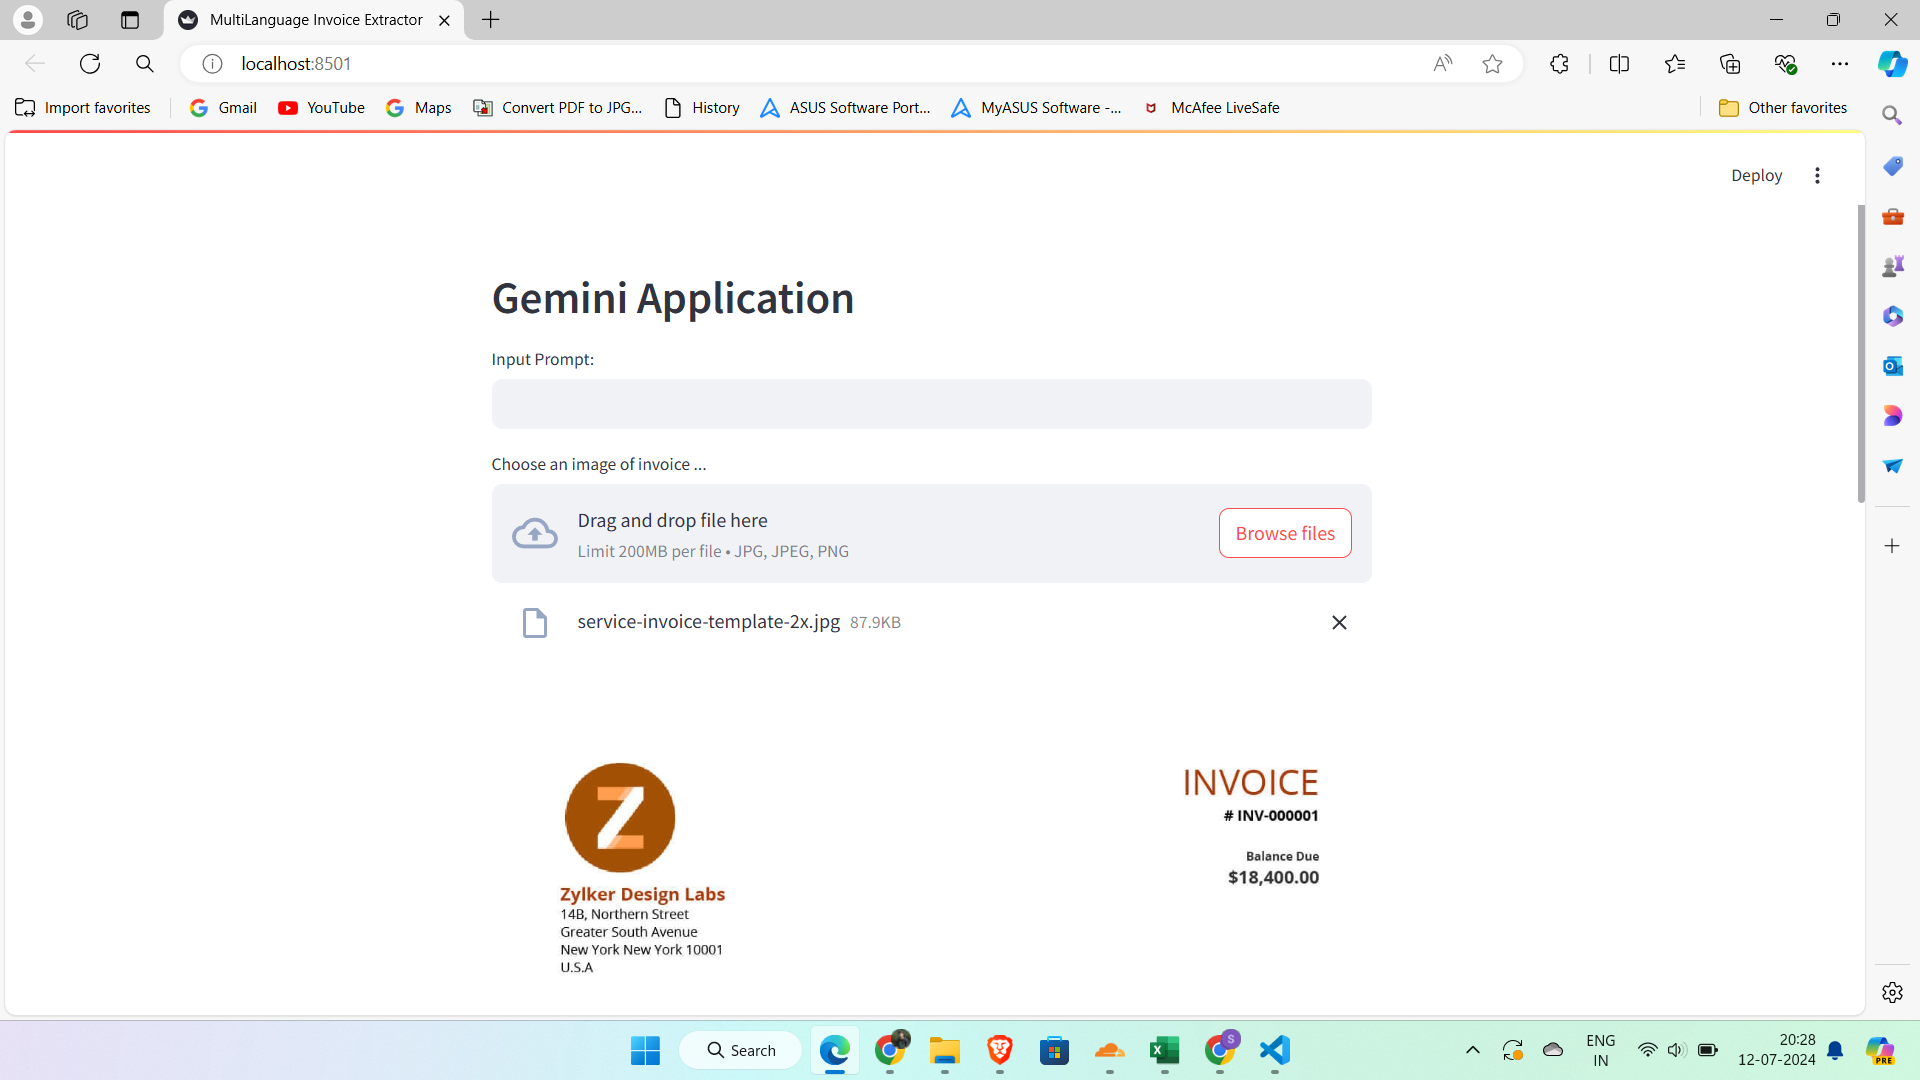 MultiLanguage Invoice Extractor
localhost:8501
Import favorites
Gmail
YouTube
Maps
Convert PDF to JPG...
History
ASUS Software Port...
MyASUS Software -...
McAfee LiveSafe
Other favorites
Deploy
Gemini Application
Input Prompt:
Choose an image of invoice ...
Drag and drop file here
Limit 200MB per file • JPG, JPEG, PNG
Browse files
service-invoice-template-2x.jpg 87.9KB
Z
INVOICE
# INV-000001
Balance Due
$18,400.00
Zylker Design Labs
14B, Northern Street
Greater South Avenue
New York New York 10001
U.S.A
Search
S
ENG
IN
20:28
12-07-2024
PRE